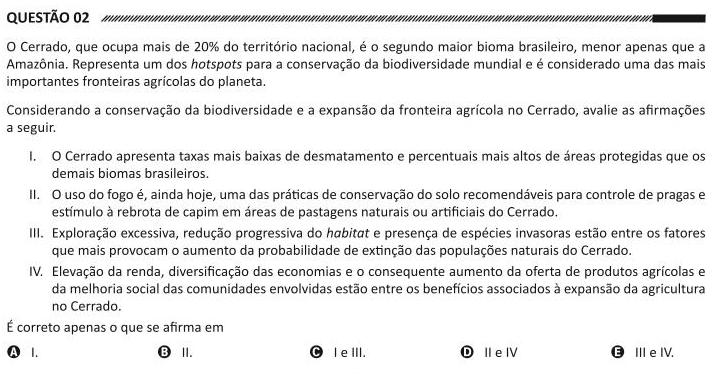 QUESTÃO 02
O Cerrado, que ocupa mais de 20% do território nacional, é o segundo maior bioma brasileiro, menor apenas que a
Amazônia. Representa um dos hotspots para a conservação da biodiversidade mundial e é considerado uma das mais
importantes fronteiras agrícolas do planeta.
Considerando a conservação da biodiversidade e a expansão da fronteira agrícola no Cerrado, avalie as afirmações
a seguir.
I. O Cerrado apresenta taxas mais baixas de desmatamento e percentuais mais altos de áreas protegidas que os
demais biomas brasileiros.
II. O uso do fogo é, ainda hoje, uma das práticas de conservação do solo recomendáveis para controle de pragas e
estímulo à rebrota de capim em áreas de pastagens naturais ou artificiais do Cerrado.
III. Exploração excessiva, redução progressiva do habitat e presença de espécies invasoras estão entre os fatores
que mais provocam o aumento da probabilidade de extinção das populações naturais do Cerrado.
IV. Elevação da renda, diversificação das economias e o consequente aumento da oferta de produtos agrícolas e
da melhoria social das comunidades envolvidas estão entre os benefícios associados à expansão da agricultura
no Cerrado.
É correto apenas o que se afirma em
A I. B II. C I e III. D II e IV E III e IV.